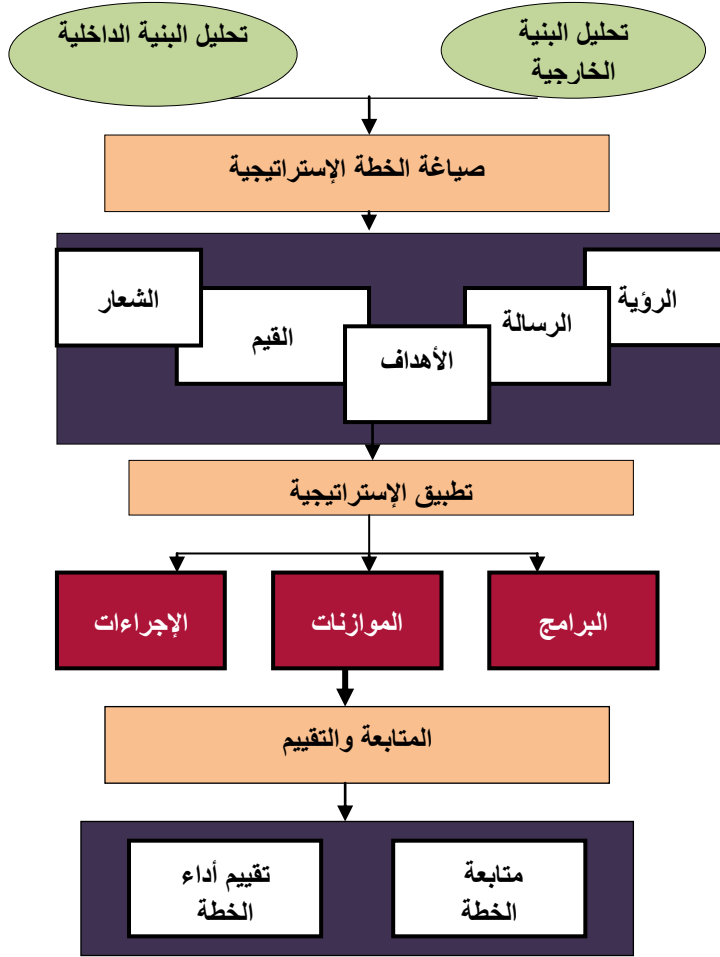 تحليل البنية
الخارجية
تحليل البنية الداخلية
صياغة الخطة الإستراتيجية
الرؤية
الرسالة
الأهداف
القيم
الشعار
تطبيق الإستراتيجية
البرامج
الموازنات
الإجراءات
المتابعة والتقييم
متابعة
الخطة
تقييم أداء
الخطة